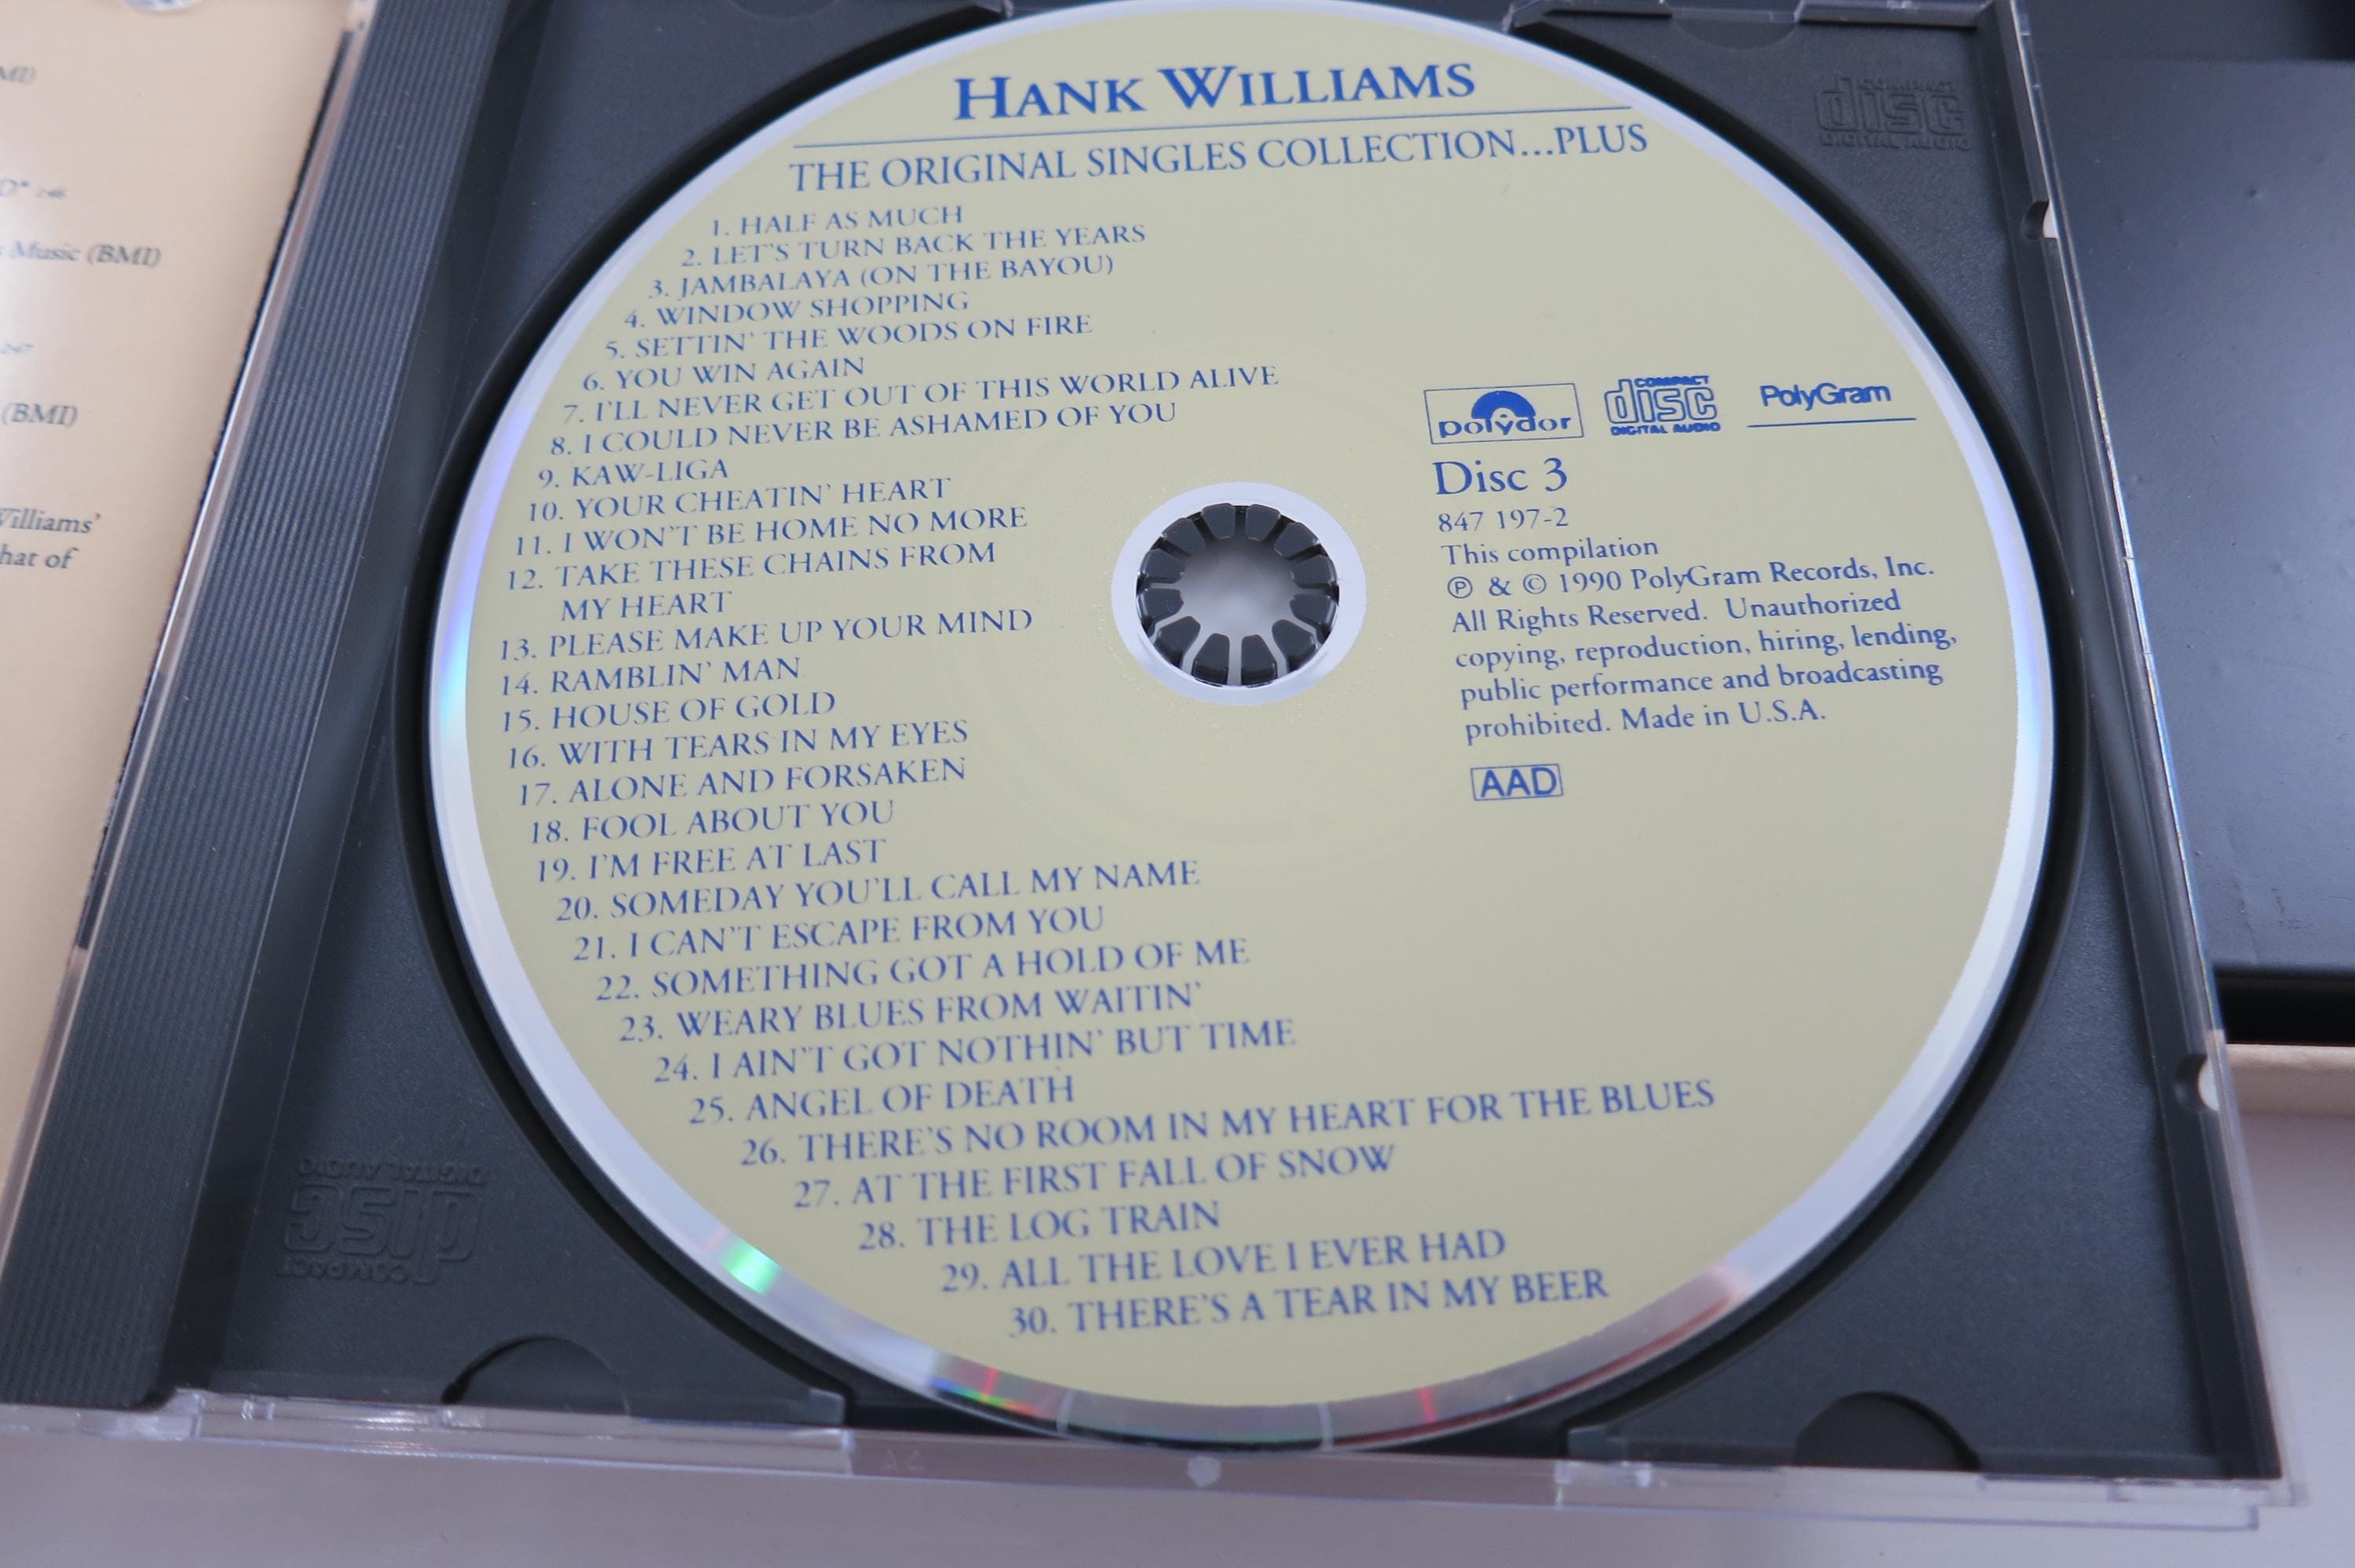 HANK WILLIAMS
THE ORIGINAL SINGLES COLLECTION...PLUS
1. HALF AS MUCH
2. LET'S TURN BACK THE YEARS
3. JAMBALAYA (ON THE BAYOU)
4. WINDOW SHOPPING
5. SETTIN' THE WOODS ON FIRE
6. YOU WIN AGAIN
7. I'LL NEVER GET OUT OF THIS WORLD ALIVE
8. I COULD NEVER BE ASHAMED OF YOU
9. KAW-LIGA
10. YOUR CHEATIN' HEART
11. I WON'T BE HOME NO MORE
12. TAKE THESE CHAINS FROM
MY HEART
13. PLEASE MAKE UP YOUR MIND
14. RAMBLIN' MAN
15. HOUSE OF GOLD
16. WITH TEARS IN MY EYES
17. ALONE AND FORSAKEN
18. FOOL ABOUT YOU
19. I'M FREE AT LAST
20. SOMEDAY YOU'LL CALL MY NAME
21. I CAN'T ESCAPE FROM YOU
22. SOMETHING GOT A HOLD OF ME
23. WEARY BLUES FROM WAITIN'
24. I AIN'T GOT NOTHIN' BUT TIME
25. ANGEL OF DEATH
26. THERE'S NO ROOM IN MY HEART FOR THE BLUES
27. AT THE FIRST FALL OF SNOW
28. THE LOG TRAIN
29. ALL THE LOVE I EVER HAD
30. THERE'S A TEAR IN MY BEER
polydor
COMPACT
disc
DIGITAL AUDIO
PolyGram
Disc 3
847 197-2
This compilation
℗ & © 1990 PolyGram Records, Inc.
All Rights Reserved. Unauthorized
copying, reproduction, hiring, lending,
public performance and broadcasting
prohibited. Made in U.S.A.
AAD
COMPACT
disc
DIGITAL AUDIO
COMPACT
disc
DIGITAL AUDIO
Music (BMI)
(BMI)
Williams'
hat of